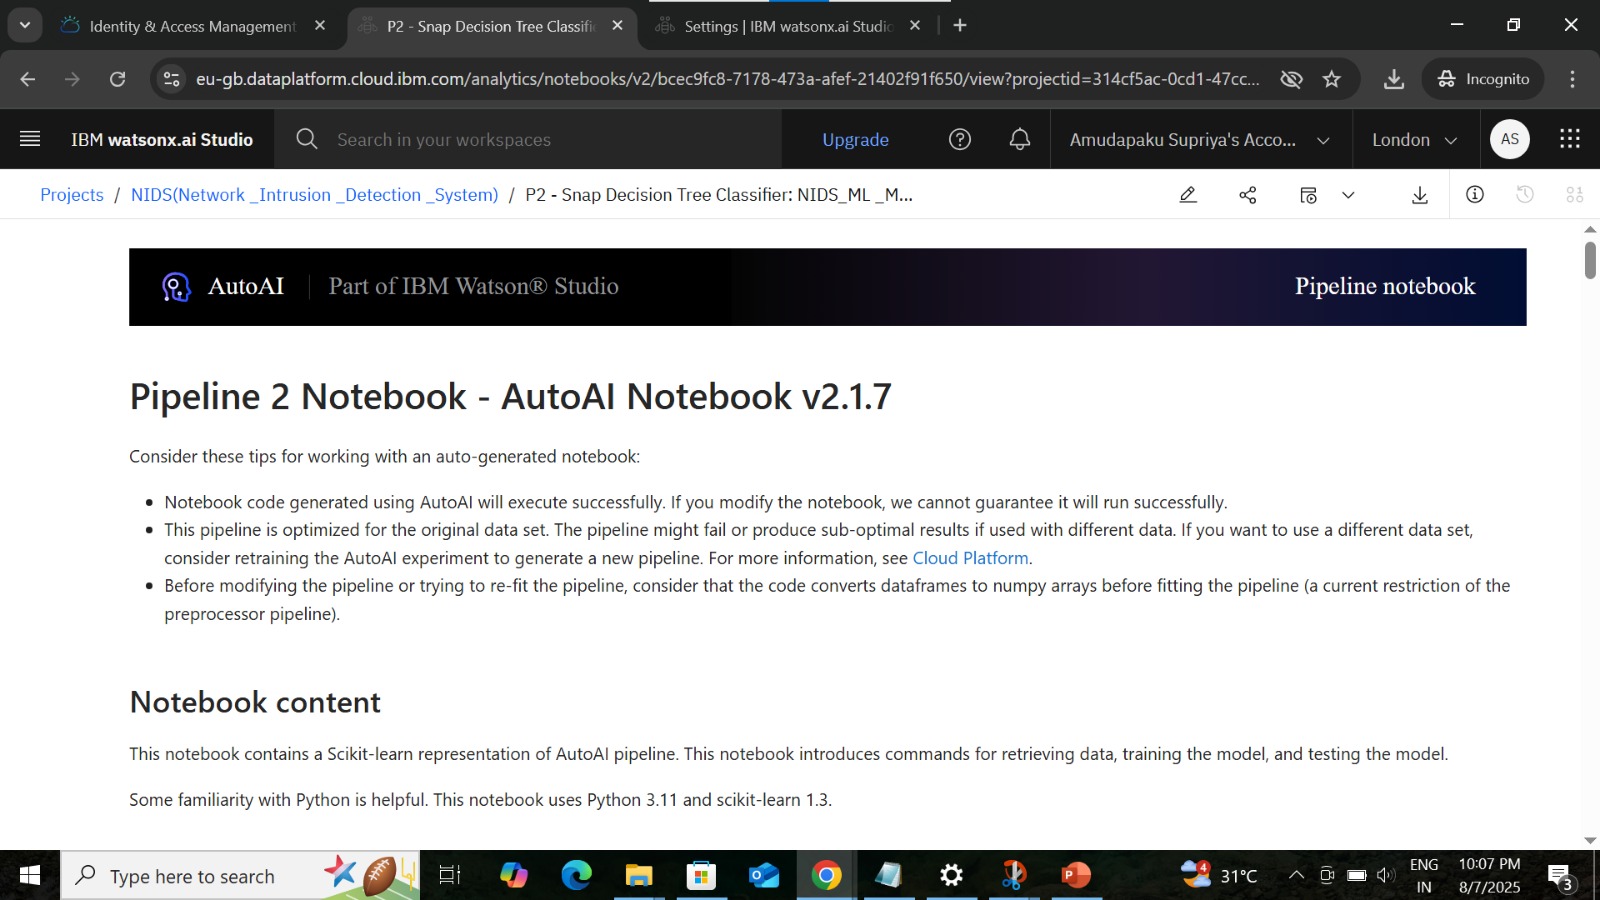 Identity & Access Management
P2 - Snap Decision Tree Classifi
Settings | IBM watsonx.ai Studio
eu-gb.dataplatform.cloud.ibm.com/analytics/notebooks/v2/bcec9fc8-7178-473a-afef-21402f91f650/view?projectid=314cf5ac-0cd1-47cc...
Incognito
IBM watsonx.ai Studio
Search in your workspaces
Upgrade
Amudapaku Supriya's Acco...
London
AS
Projects / NIDS(Network _Intrusion _Detection _System) / P2 - Snap Decision Tree Classifier: NIDS_ML _M...
AutoAI | Part of IBM Watson® Studio
Pipeline notebook
Pipeline 2 Notebook - AutoAI Notebook v2.1.7
Consider these tips for working with an auto-generated notebook:
• Notebook code generated using AutoAI will execute successfully. If you modify the notebook, we cannot guarantee it will run successfully.
• This pipeline is optimized for the original data set. The pipeline might fail or produce sub-optimal results if used with different data. If you want to use a different data set,
consider retraining the AutoAI experiment to generate a new pipeline. For more information, see Cloud Platform.
• Before modifying the pipeline or trying to re-fit the pipeline, consider that the code converts dataframes to numpy arrays before fitting the pipeline (a current restriction of the
preprocessor pipeline).
Notebook content
This notebook contains a Scikit-learn representation of AutoAI pipeline. This notebook introduces commands for retrieving data, training the model, and testing the model.
Some familiarity with Python is helpful. This notebook uses Python 3.11 and scikit-learn 1.3.
Type here to search
4
31°C
ENG
IN
10:07 PM
8/7/2025
3